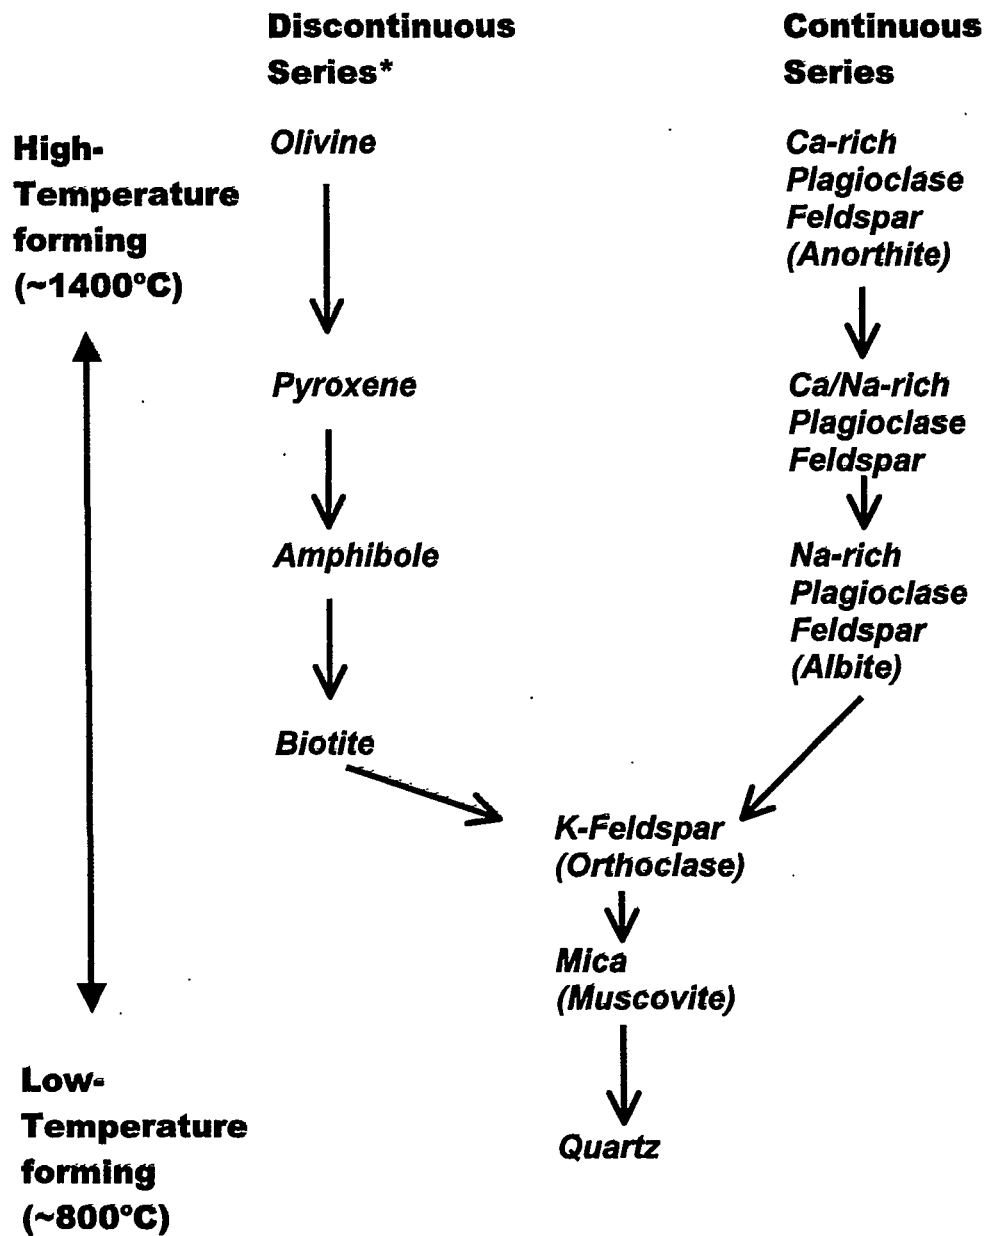 Discontinuous
Series*
Continuous
Series
High-
Temperature
forming
(~1400°C)
Olivine
Ca-rich
Plagioclase
Feldspar
(Anorthite)
Pyroxene
Ca/Na-rich
Plagioclase
Feldspar
Amphibole
Na-rich
Plagioclase
Feldspar
(Albite)
Biotite
K-Feldspar
(Orthoclase)
Mica
(Muscovite)
Low-
Temperature
forming
(~800°C)
Quartz